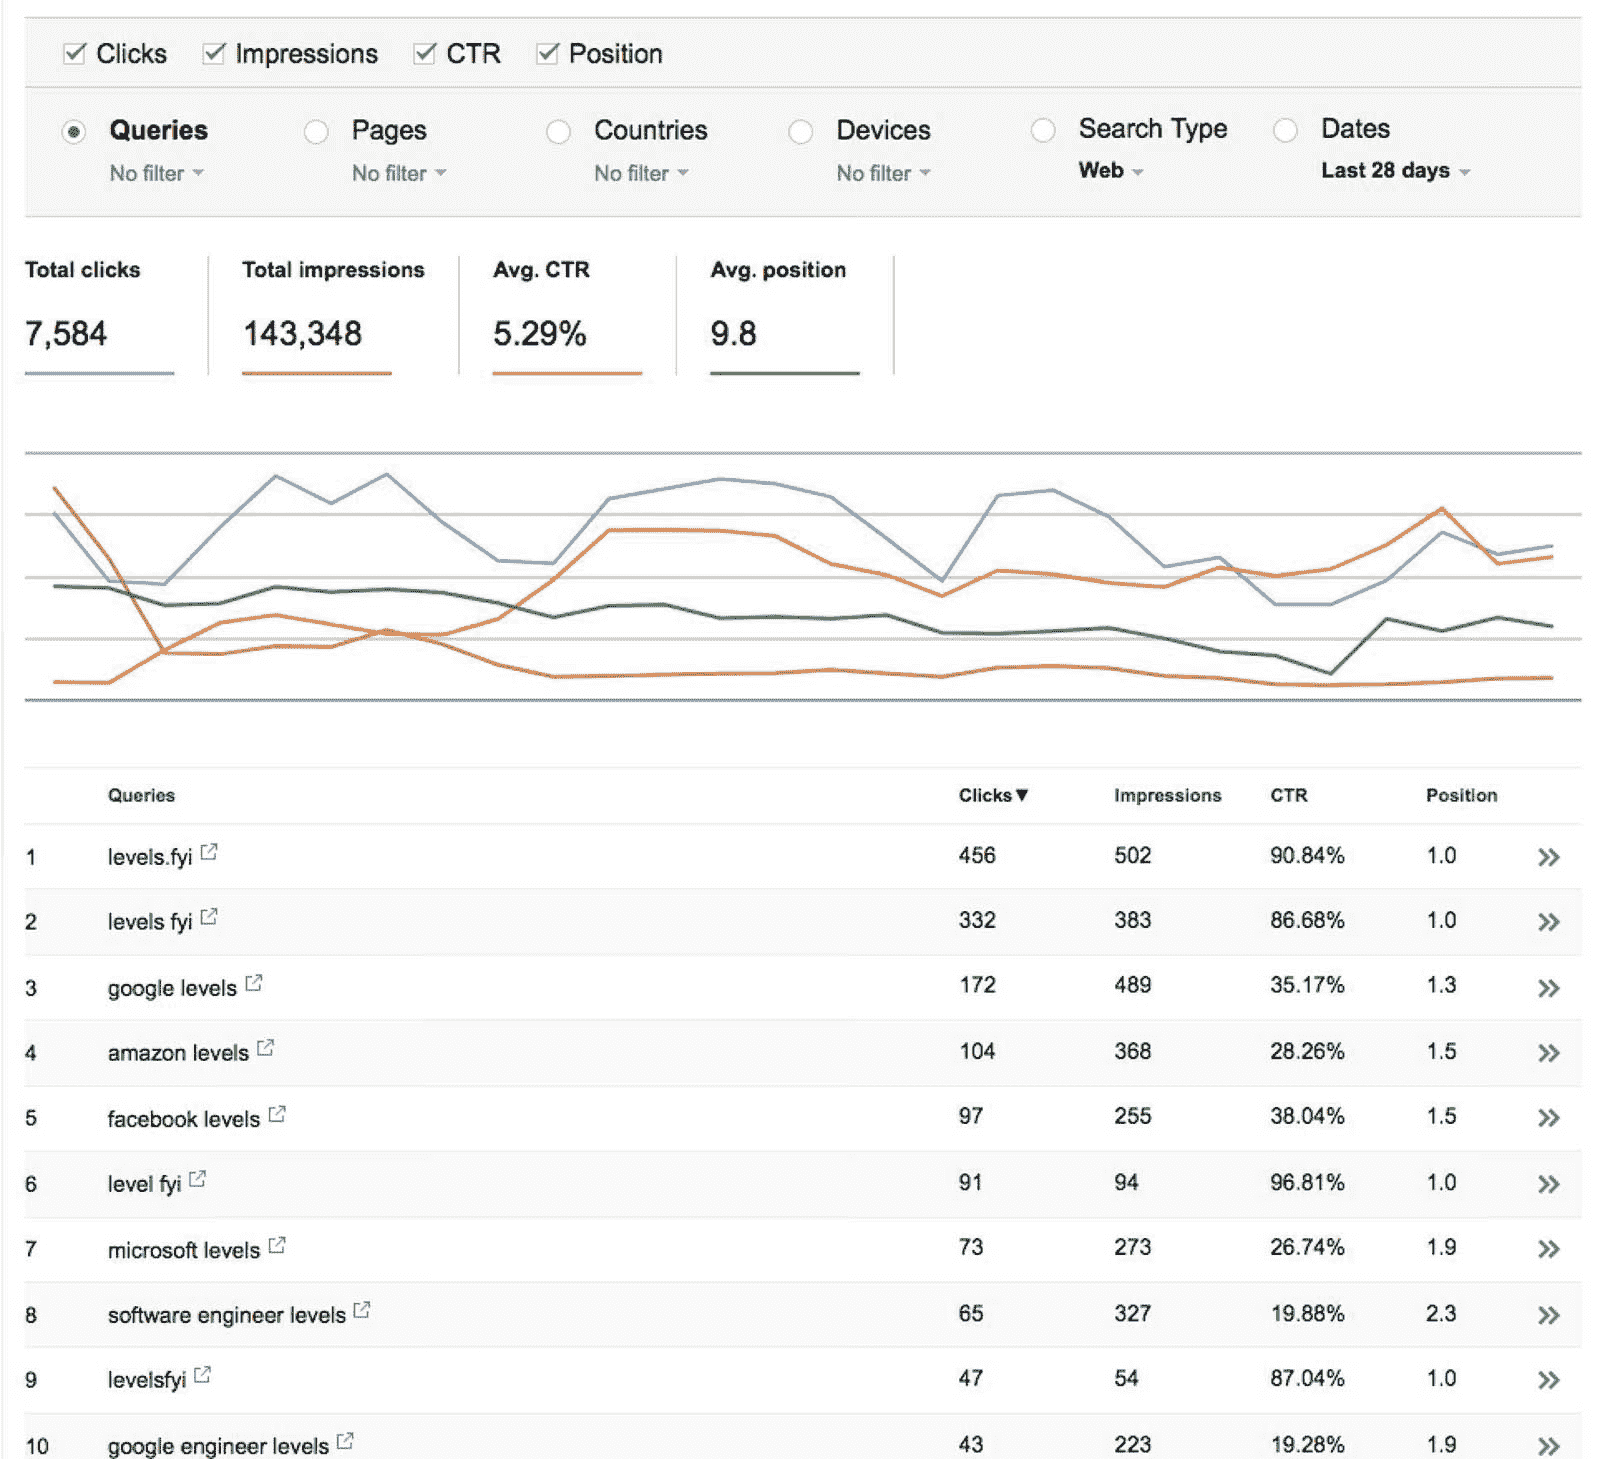 Clicks Impressions CTR Position
Queries Pages Countries Devices Search Type Dates
No filter No filter No filter No filter Web Last 28 days
Total clicks Total impressions Avg. CTR Avg. position
7,584 143,348 5.29% 9.8
Queries Clicks▼ Impressions CTR Position
1 levels.fyi 456 502 90.84% 1.0
2 levels fyi 332 383 86.68% 1.0
3 google levels 172 489 35.17% 1.3
4 amazon levels 104 368 28.26% 1.5
5 facebook levels 97 255 38.04% 1.5
6 level fyi 91 94 96.81% 1.0
7 microsoft levels 73 273 26.74% 1.9
8 software engineer levels 65 327 19.88% 2.3
9 levelsfyi 47 54 87.04% 1.0
10 google engineer levels 43 223 19.28% 1.9